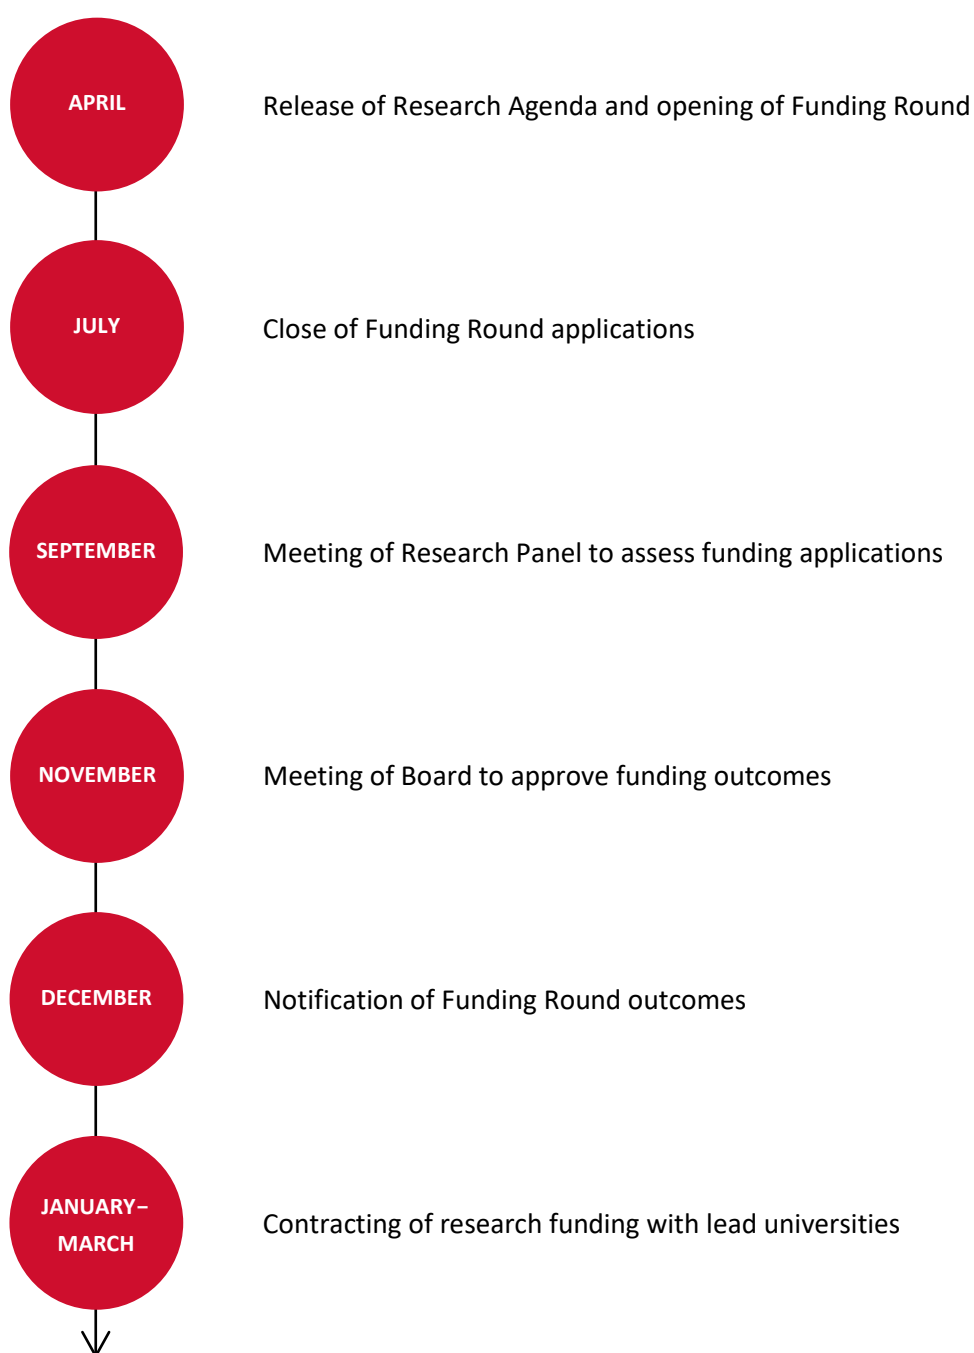 APRIL
Release of Research Agenda and opening of Funding Round
JULY
Close of Funding Round applications
SEPTEMBER
Meeting of Research Panel to assess funding applications
NOVEMBER
Meeting of Board to approve funding outcomes
DECEMBER
Notification of Funding Round outcomes
JANUARY–
MARCH
Contracting of research funding with lead universities